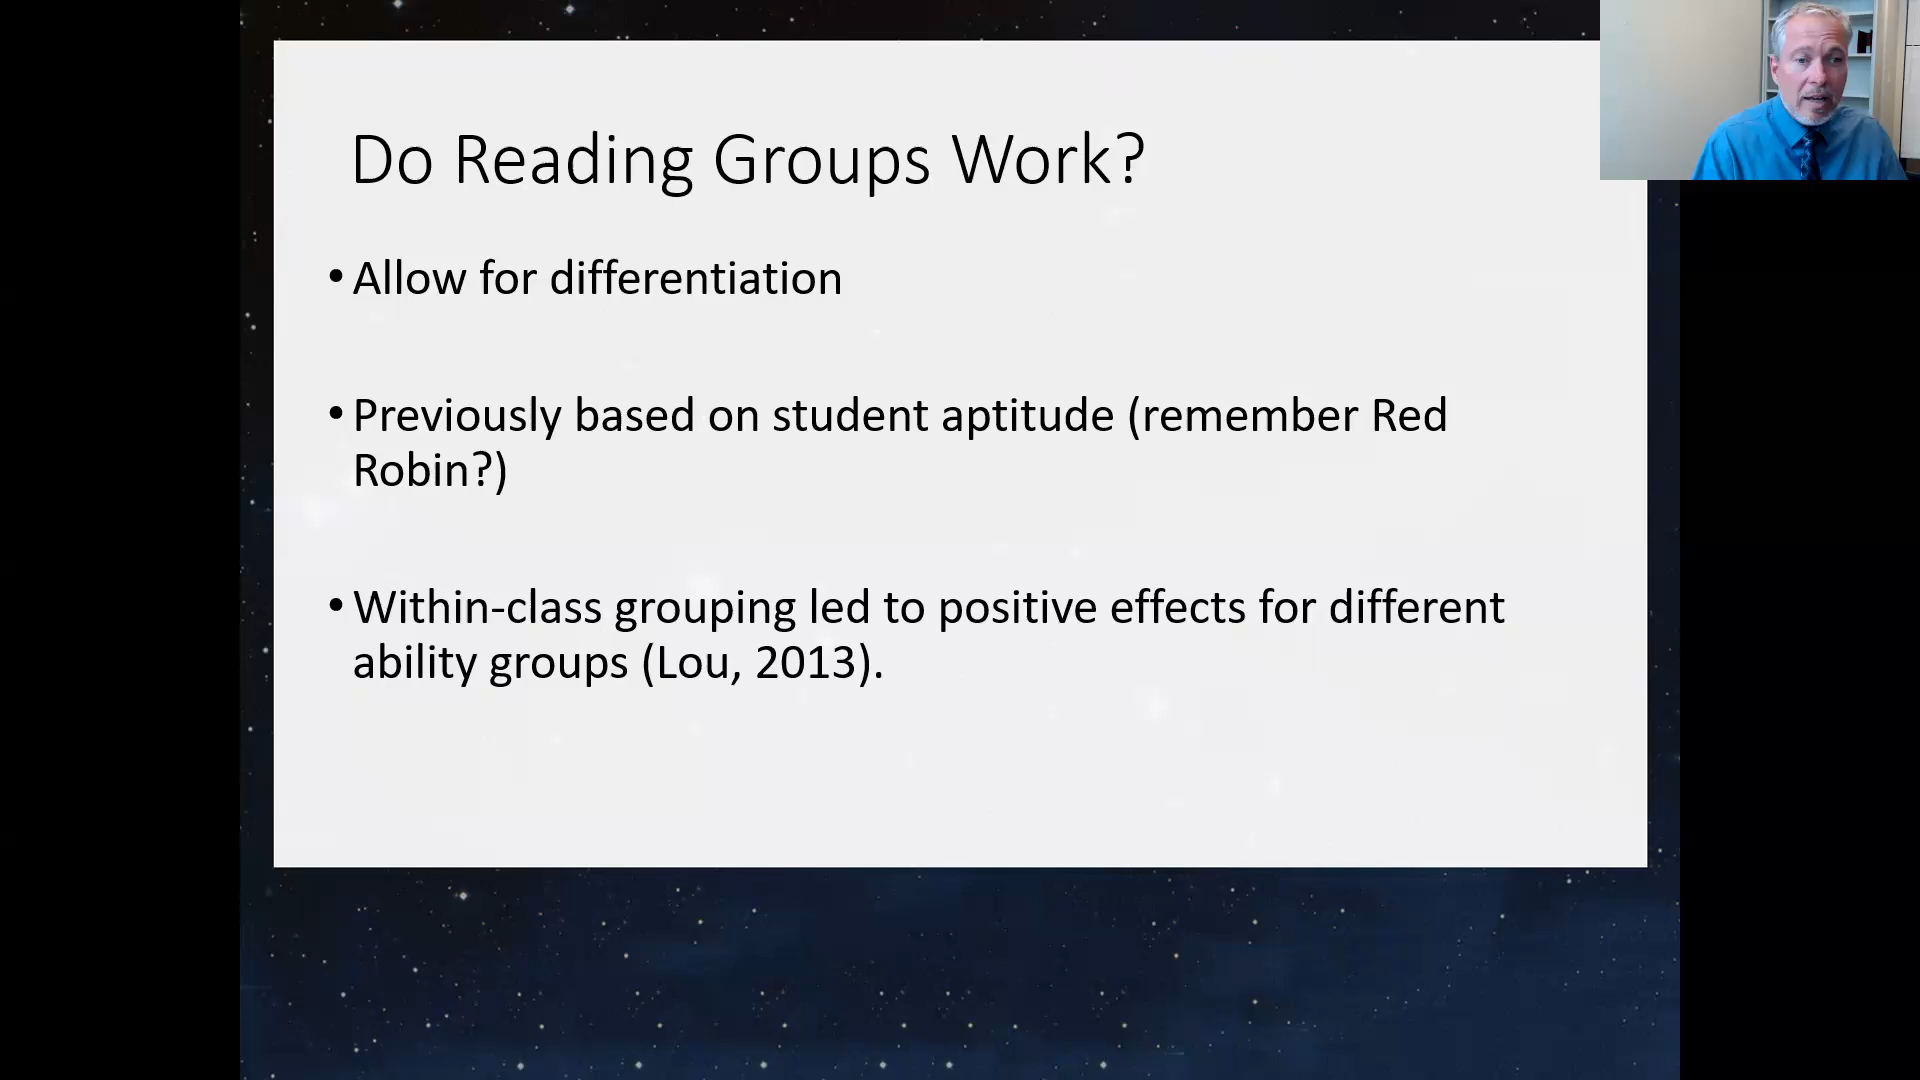 Do Reading Groups Work?
• Allow for differentiation
• Previously based on student aptitude (remember Red
Robin?)
• Within-class grouping led to positive effects for different
ability groups (Lou, 2013).